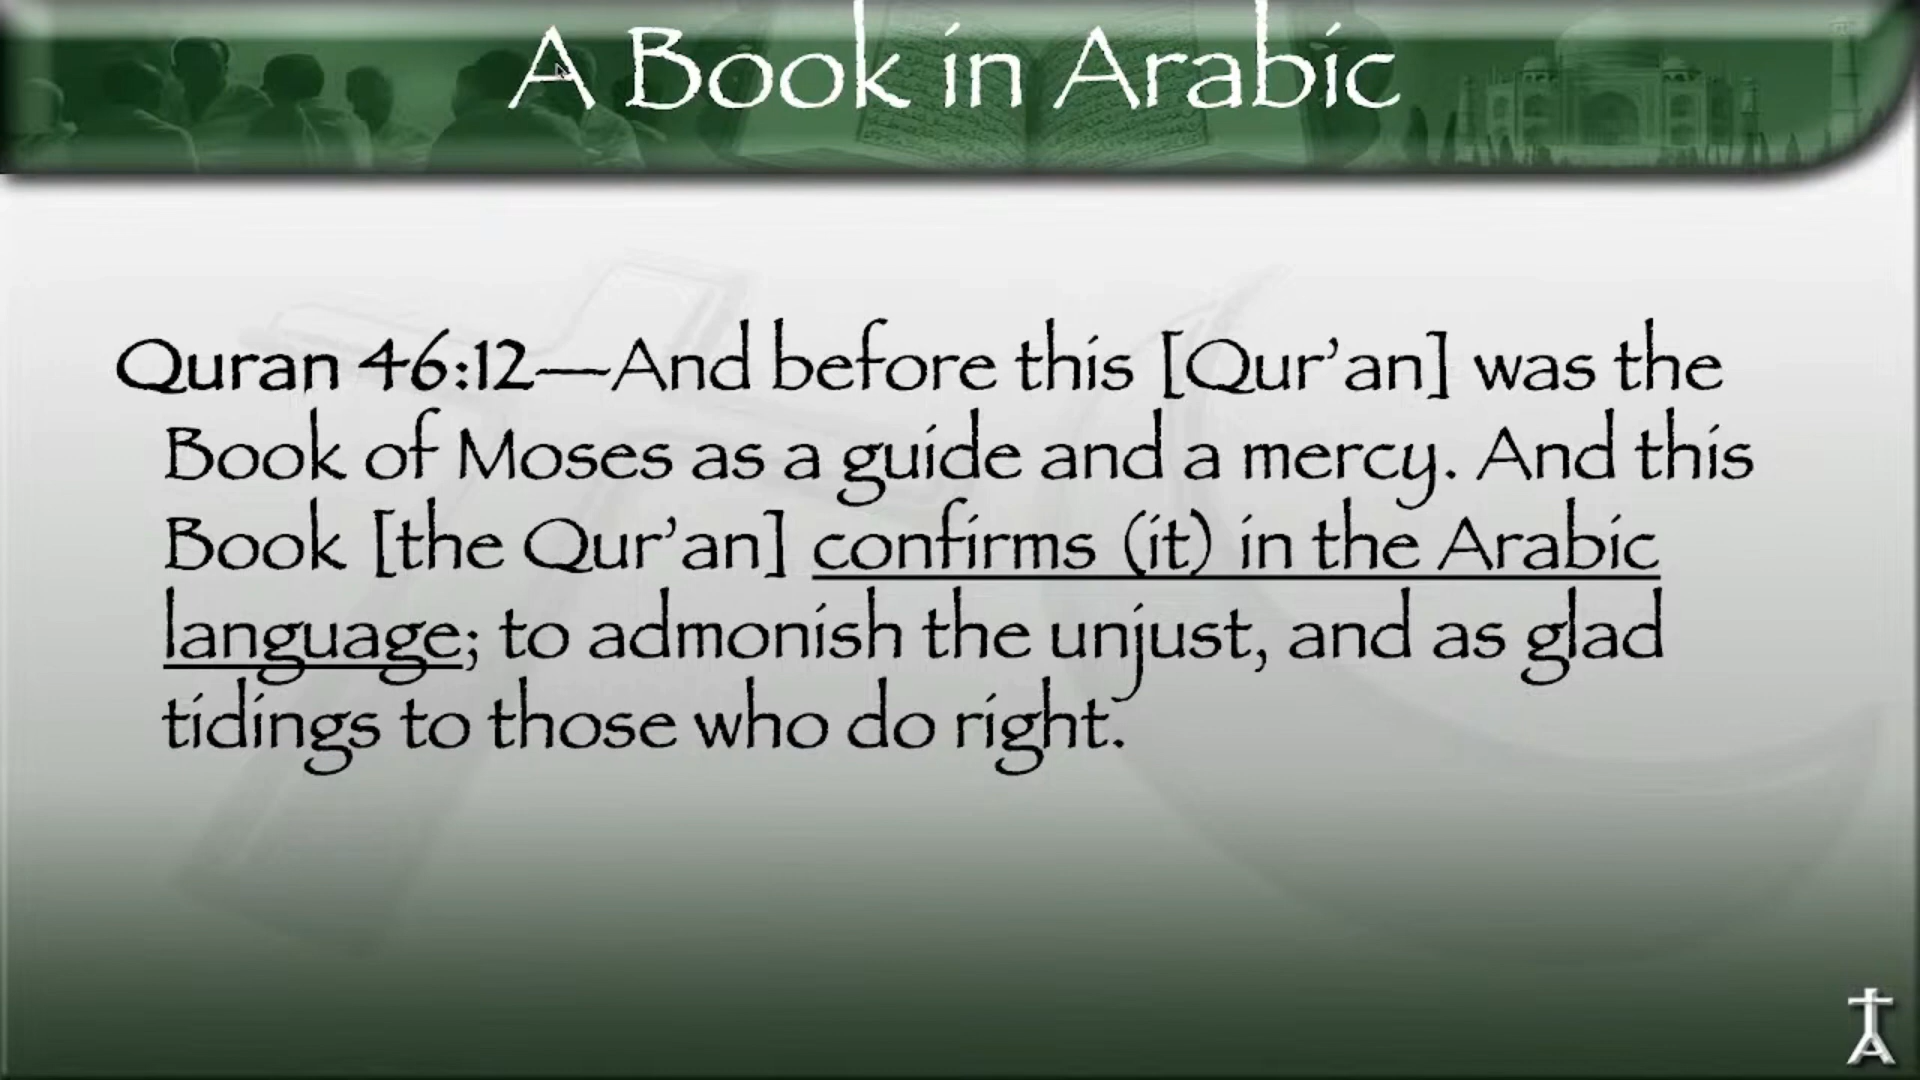 A Book in Arabic
Quran 46:12—And before this [Qur’an] was the
Book of Moses as a guide and a mercy. And this
Book [the Qur’an] confirms (it) in the Arabic
language; to admonish the unjust, and as glad
tidings to those who do right.